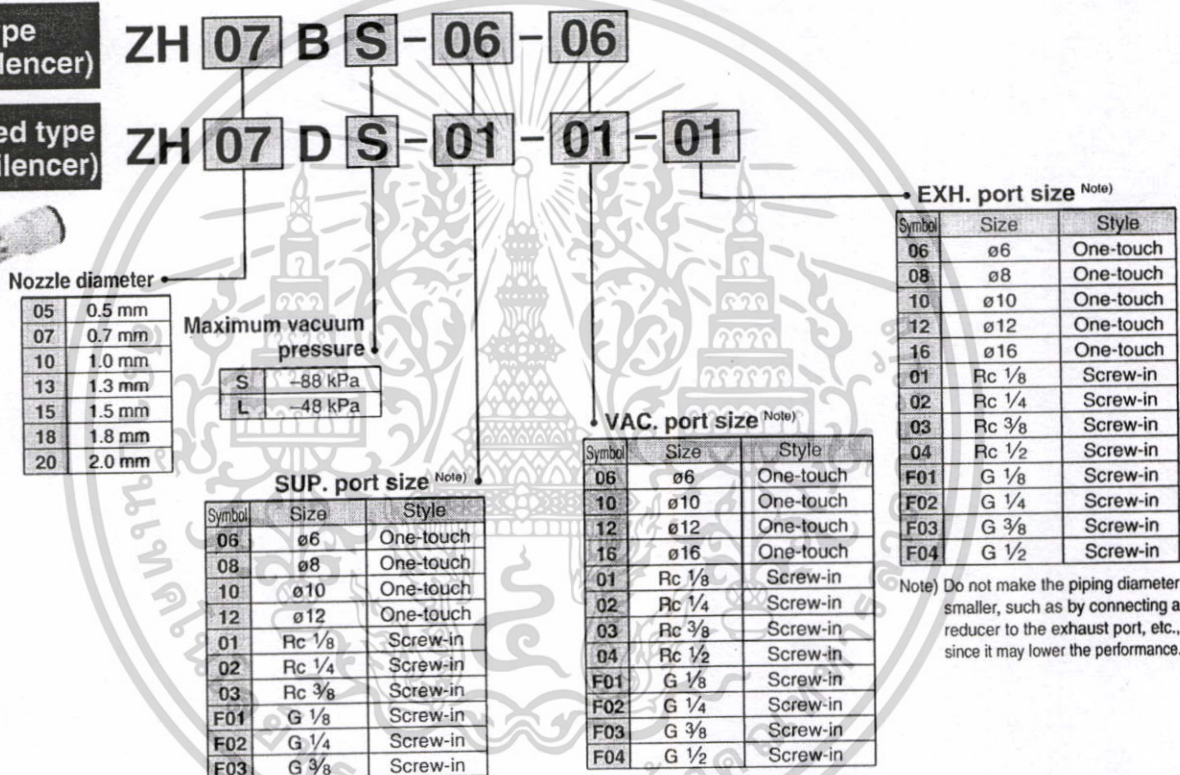 pe
lencer)
ZH 07 B S - 06 - 06
ed type
lencer)
ZH 07 D S - 01 - 01 - 01
Nozzle diameter
05 0.5 mm
07 0.7 mm
10 1.0 mm
13 1.3 mm
15 1.5 mm
18 1.8 mm
20 2.0 mm
Maximum vacuum
pressure
S –88 kPa
L –48 kPa
SUP. port size Note)
Symbol Size Style
06 ø6 One-touch
08 ø8 One-touch
10 ø10 One-touch
12 ø12 One-touch
01 Rc 1/8 Screw-in
02 Rc 1/4 Screw-in
03 Rc 3/8 Screw-in
F01 G 1/8 Screw-in
F02 G 1/4 Screw-in
F03 G 3/8 Screw-in
VAC. port size Note)
Symbol Size Style
06 ø6 One-touch
10 ø10 One-touch
12 ø12 One-touch
16 ø16 One-touch
01 Rc 1/8 Screw-in
02 Rc 1/4 Screw-in
03 Rc 3/8 Screw-in
04 Rc 1/2 Screw-in
F01 G 1/8 Screw-in
F02 G 1/4 Screw-in
F03 G 3/8 Screw-in
F04 G 1/2 Screw-in
EXH. port size Note)
Symbol Size Style
06 ø6 One-touch
08 ø8 One-touch
10 ø10 One-touch
12 ø12 One-touch
16 ø16 One-touch
01 Rc 1/8 Screw-in
02 Rc 1/4 Screw-in
03 Rc 3/8 Screw-in
04 Rc 1/2 Screw-in
F01 G 1/8 Screw-in
F02 G 1/4 Screw-in
F03 G 3/8 Screw-in
F04 G 1/2 Screw-in
Note) Do not make the piping diameter
smaller, such as by connecting a
reducer to the exhaust port, etc.,
since it may lower the performance.